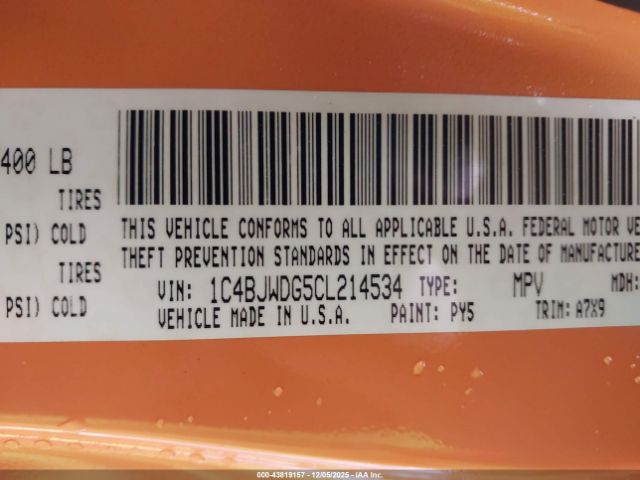 400 LB
TIRES
PSI) COLD
TIRES
PSI) COLD
THIS VEHICLE CONFORMS TO ALL APPLICABLE U.S.A. FEDERAL MOTOR VE
THEFT PREVENTION STANDARDS IN EFFECT ON THE DATE OF MANUFACTURE
VIN: 1C4BJWDG5CL214534 TYPE: MPV MDH:
VEHICLE MADE IN U.S.A. PAINT: PY5 TRIM: A7X9
000-43819157 - 12/05/2025 - IAA Inc.